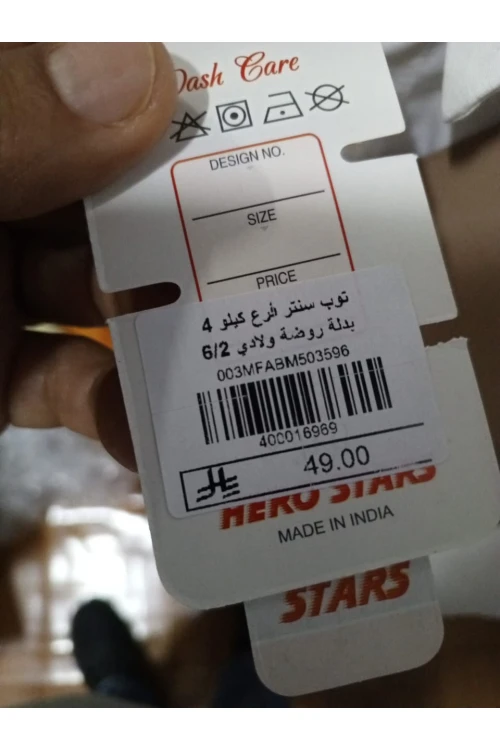 Wash Care
DESIGN NO.
SIZE
PRICE
توب سنتر فرع كيلو 4
بدلة روضة ولادي 6/2
003MFABM503596
400016969
49.00
HERO STARS
MADE IN INDIA
STARS